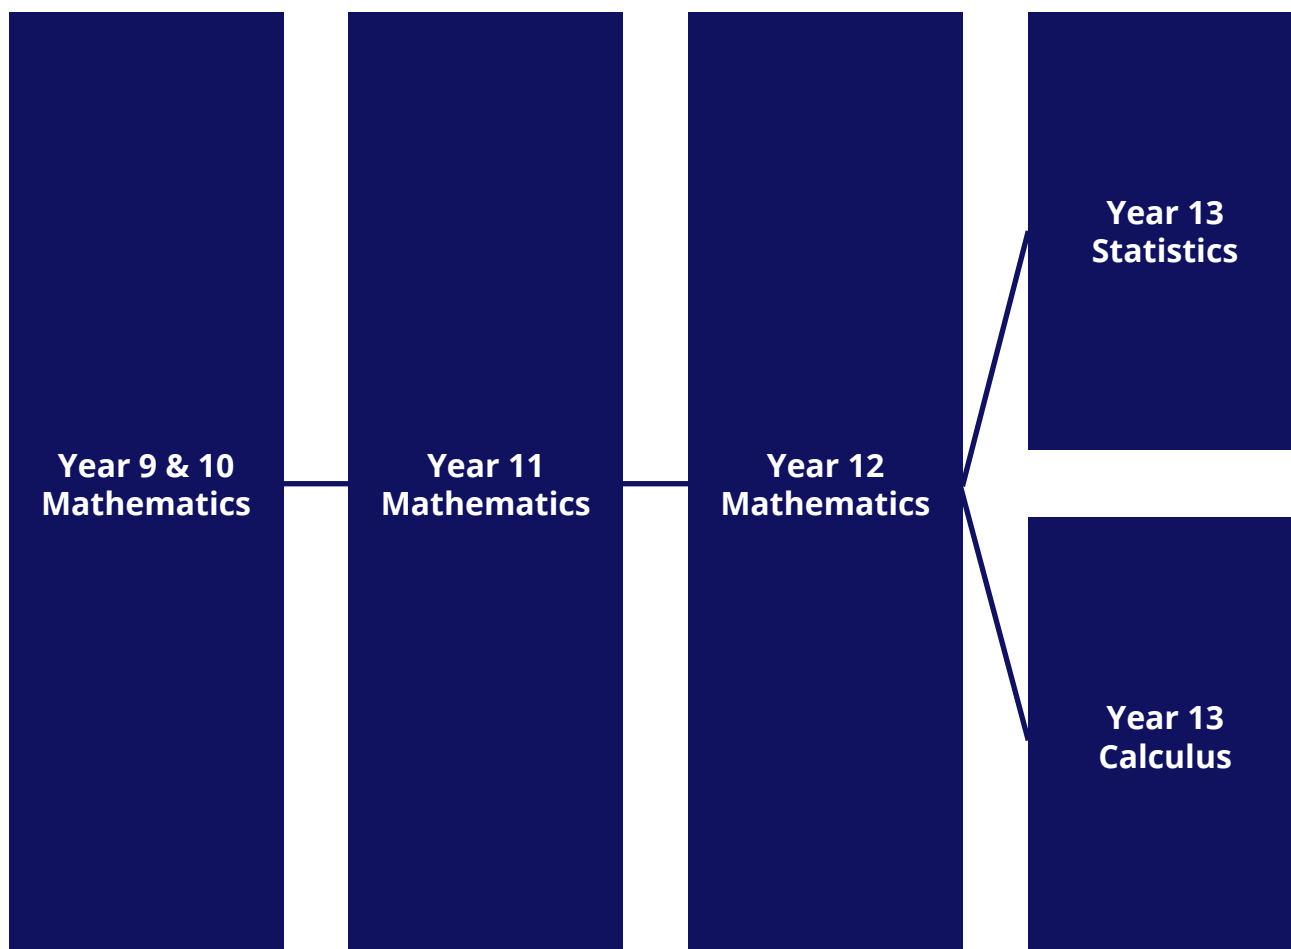 Year 9 & 10
Mathematics
Year 11
Mathematics
Year 12
Mathematics
Year 13
Statistics
Year 13
Calculus